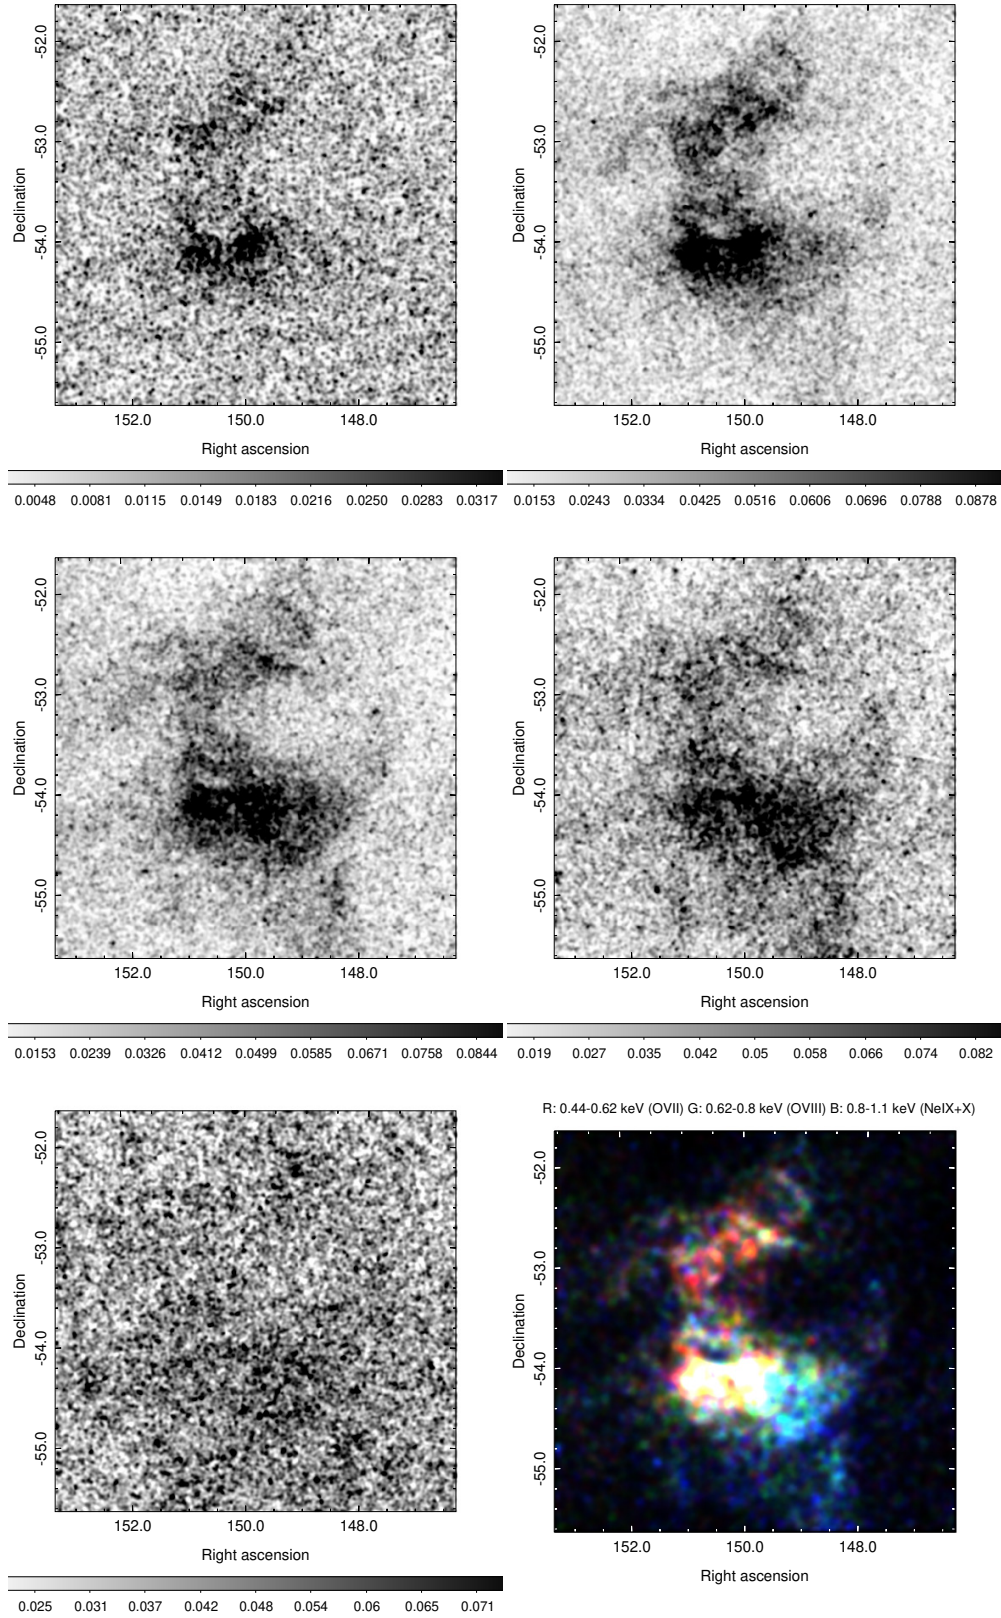 -52.0
-53.0
Declination
-54.0
-55.0
152.0 150.0 148.0
Right ascension
0.0048 0.0081 0.0115 0.0149 0.0183 0.0216 0.0250 0.0283 0.0317
-52.0
-53.0
Declination
-54.0
-55.0
152.0 150.0 148.0
Right ascension
0.0153 0.0243 0.0334 0.0425 0.0516 0.0606 0.0696 0.0788 0.0878
-52.0
-53.0
Declination
-54.0
-55.0
152.0 150.0 148.0
Right ascension
0.0153 0.0239 0.0326 0.0412 0.0499 0.0585 0.0671 0.0758 0.0844
-52.0
-53.0
Declination
-54.0
-55.0
152.0 150.0 148.0
Right ascension
0.019 0.027 0.035 0.042 0.05 0.058 0.066 0.074 0.082
-52.0
-53.0
Declination
-54.0
-55.0
152.0 150.0 148.0
Right ascension
0.025 0.031 0.037 0.042 0.048 0.054 0.06 0.065 0.071
R: 0.44-0.62 keV (OVII) G: 0.62-0.8 keV (OVIII) B: 0.8-1.1 keV (NeIX+X)
-52.0
-53.0
Declination
-54.0
-55.0
152.0 150.0 148.0
Right ascension